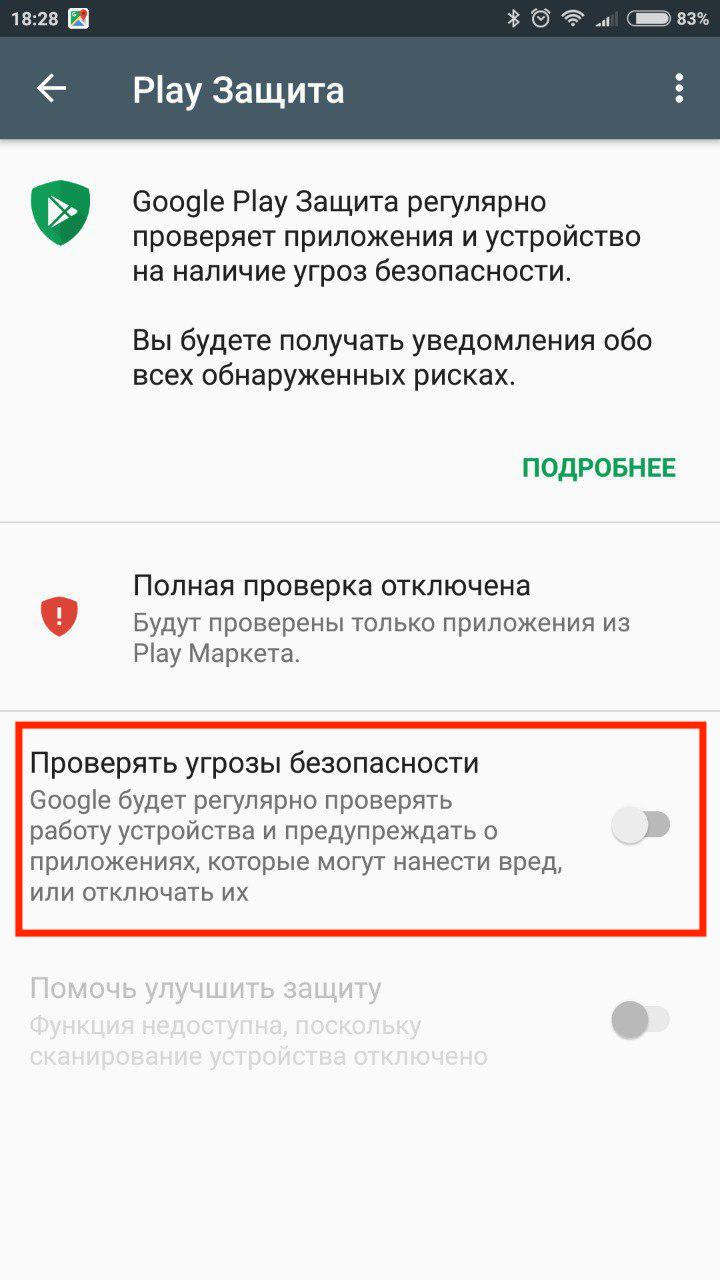 18:28
83%
Play Защита
Google Play Защита регулярно
проверяет приложения и устройство
на наличие угроз безопасности.
Вы будете получать уведомления обо
всех обнаруженных рисках.
ПОДРОБНЕЕ
Полная проверка отключена
Будут проверены только приложения из
Play Маркета.
Проверять угрозы безопасности
Google будет регулярно проверять
работу устройства и предупреждать о
приложениях, которые могут нанести вред,
или отключать их
Помочь улучшить защиту
Функция недоступна, поскольку
сканирование устройства отключено